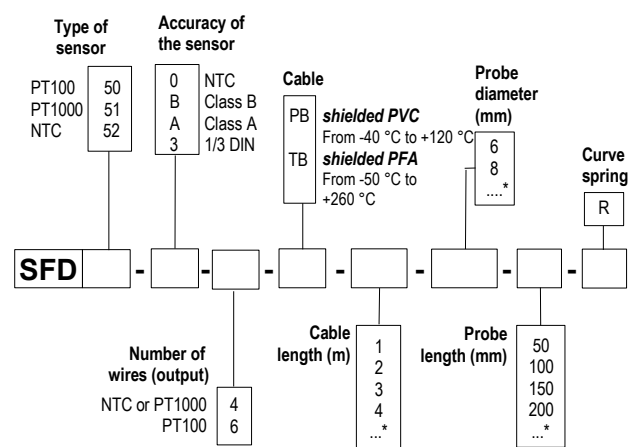 Type of
sensor
PT100 50
PT1000 51
NTC 52
Accuracy of
the sensor
0 NTC
B Class B
A Class A
3 1/3 DIN
Cable
PB shielded PVC
From -40 °C to +120 °C
TB shielded PFA
From -50 °C to
+260 °C
Probe
diameter
(mm)
6
8
....*
Curve
spring
R
SFD - - - - - - -
Number of
wires (output)
NTC or PT1000 4
PT100 6
Cable
length (m)
1
2
3
4
...*
Probe
length (mm)
50
100
150
200
...*